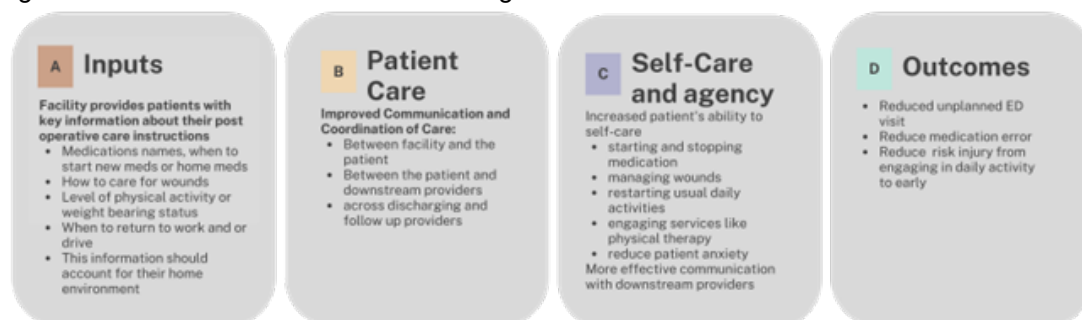 A
Inputs
Facility provides patients with
key information about their post
operative care instructions
• Medications names, when to
start new meds or home meds
• How to care for wounds
• Level of physical activity or
weight bearing status
• When to return to work and or
drive
• This information should
account for their home
environment
B
Patient
Care
Improved Communication and
Coordination of Care:
• Between facility and the
patient
• Between the patient and
downstream providers
• across discharging and
follow up providers
C
Self-Care
and agency
Increased patient's ability to
self-care
• starting and stopping
medication
• managing wounds
• restarting usual daily
activities
• engaging services like
physical therapy
• reduce patient anxiety
More effective communication
with downstream providers
D
Outcomes
• Reduced unplanned ED
visit
• Reduce medication error
• Reduce risk injury from
engaging in daily activity
to early